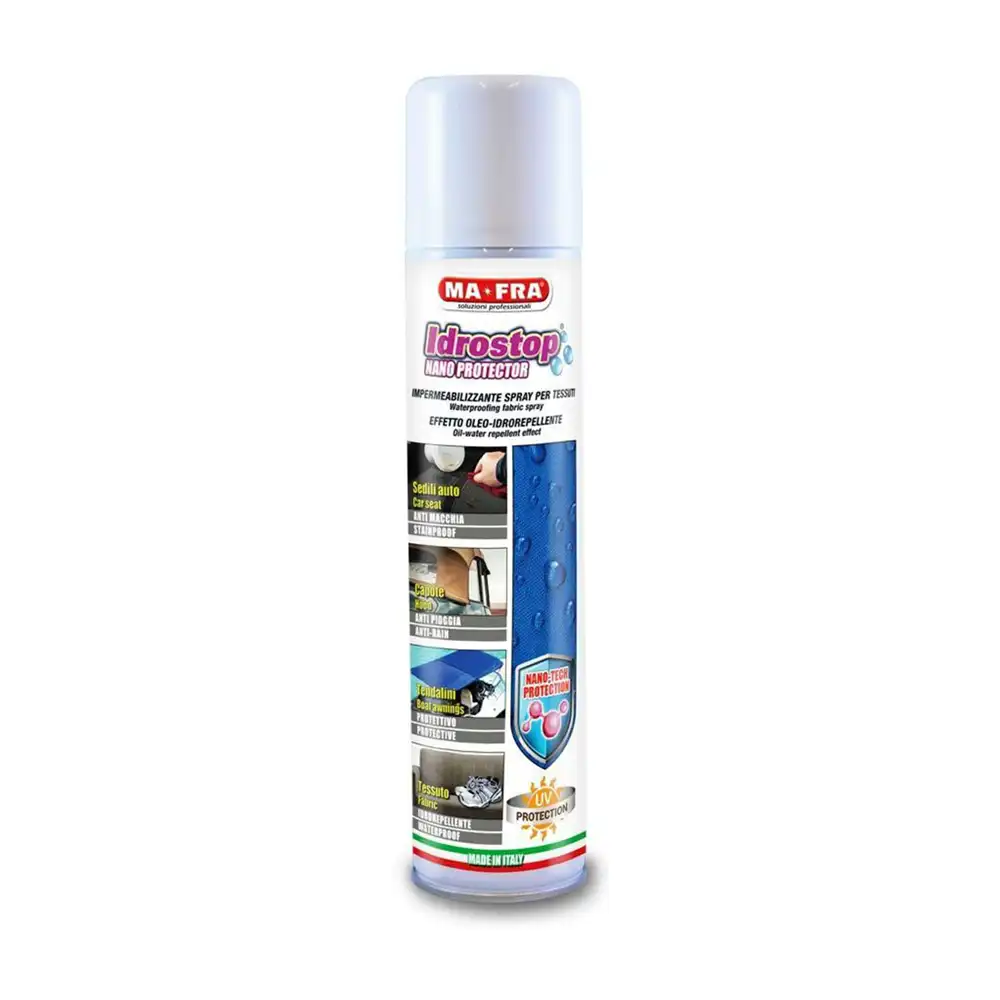 MA·FRA®
soluzioni professionali
Idrostop®
NANO PROTECTOR
IMPERMEABILIZZANTE SPRAY PER TESSUTI
Waterproofing fabric spray
EFFETTO OLEO-IDROREPELLENTE
Oil-water repellent effect
Sedili auto
Car seat
ANTI MACCHIA
STAINPROOF
Capote
Hood
ANTI PIOGGIA
ANTI-RAIN
Tendalini
Boat awnings
PROTETTIVO
PROTECTIVE
Tessuto
Fabric
IDROREPELLENTE
WATERPROOF
NANO-TECH
PROTECTION
UV
PROTECTION
MADE IN ITALY